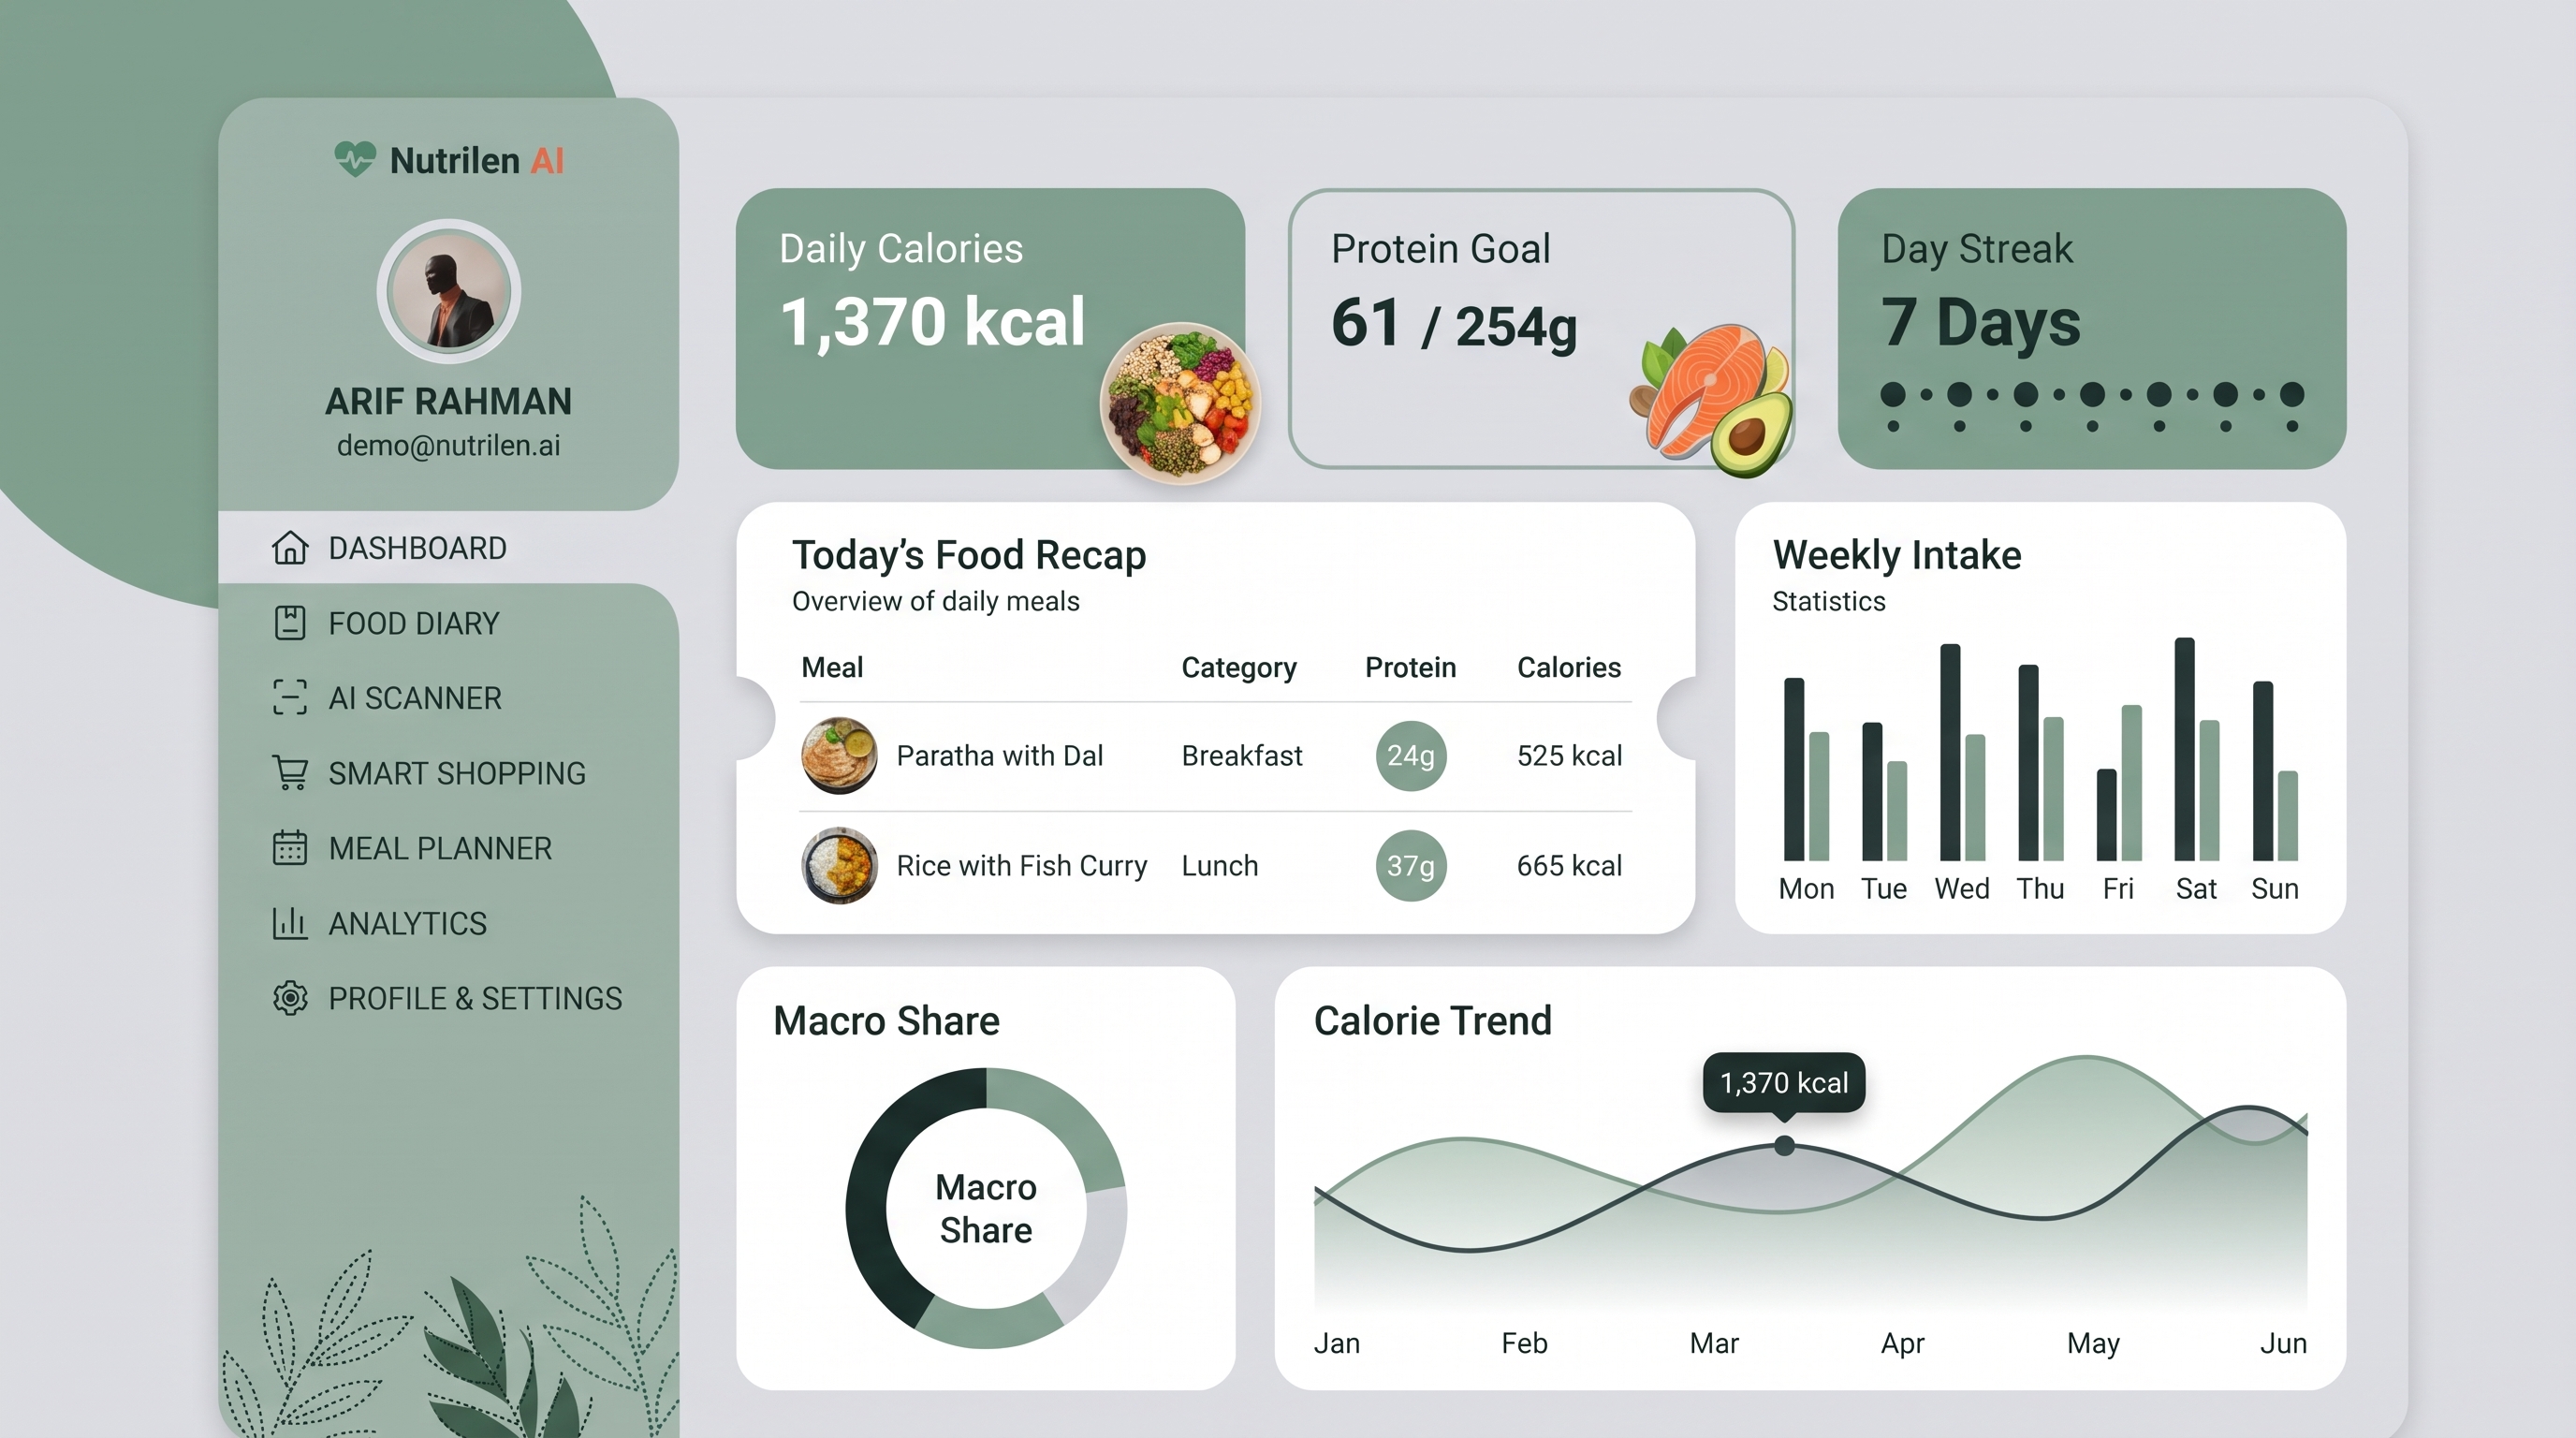 Nutrilen AI
ARIF RAHMAN
demo@nutrilen.ai
DASHBOARD
FOOD DIARY
AI SCANNER
SMART SHOPPING
MEAL PLANNER
ANALYTICS
PROFILE & SETTINGS
Daily Calories
1,370 kcal
Protein Goal
61 / 254g
Day Streak
7 Days
Today’s Food Recap
Overview of daily meals
Meal Category Protein Calories
Paratha with Dal Breakfast 24g 525 kcal
Rice with Fish Curry Lunch 37g 665 kcal
Weekly Intake
Statistics
Mon Tue Wed Thu Fri Sat Sun
Macro Share
Macro
Share
Calorie Trend
1,370 kcal
Jan Feb Mar Apr May Jun